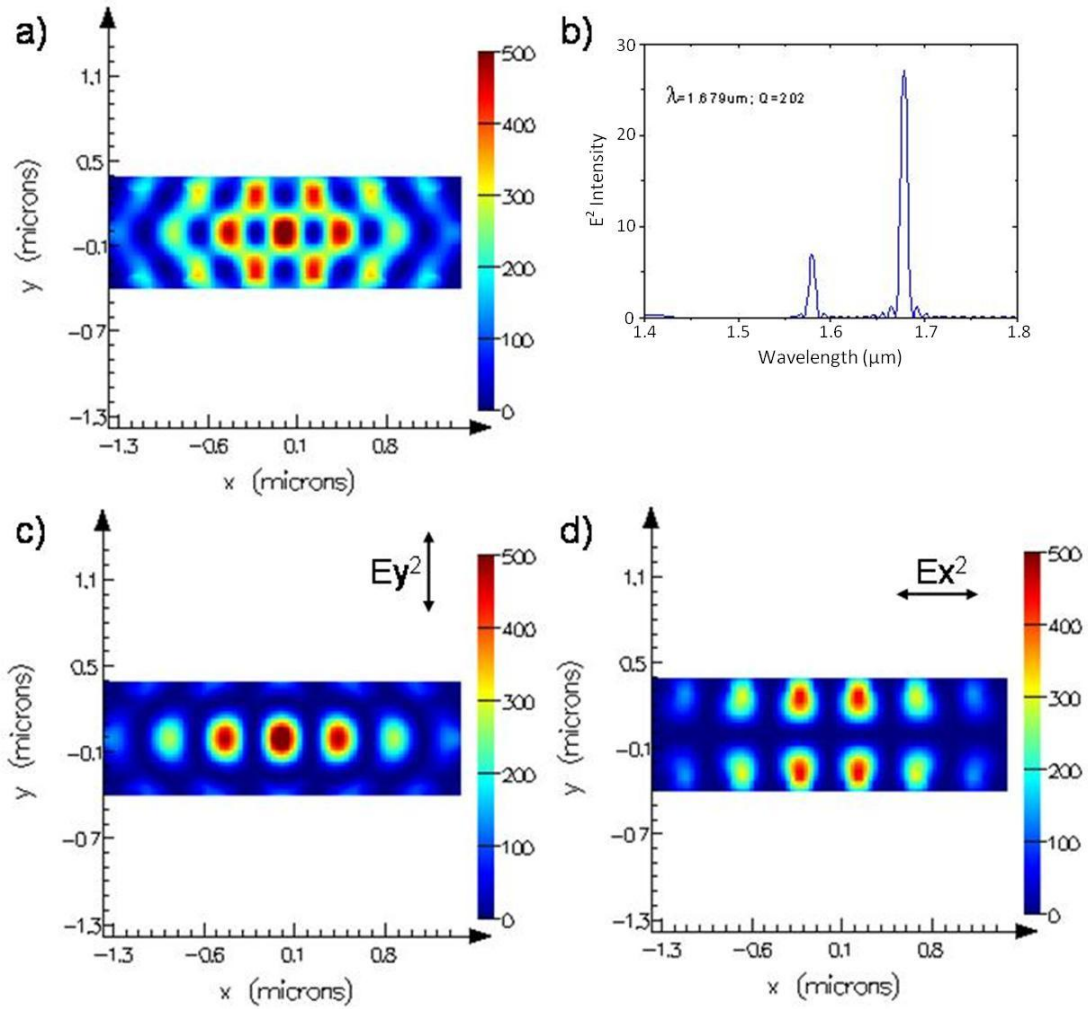 a)
1.1
0.5
-0.1
-0.7
-1.3
y (microns)
-1.3 -0.6 0.1 0.8
x (microns)
500
400
300
200
100
0
b)
30
20
10
0
E² Intensity
λ=1.679um; Q=202
1.4 1.5 1.6 1.7 1.8
Wavelength (μm)
c)
Ey²
1.1
0.5
-0.1
-0.7
-1.3
y (microns)
-1.3 -0.6 0.1 0.8
x (microns)
500
400
300
200
100
0
d)
Ex²
1.1
0.5
-0.1
-0.7
-1.3
y (microns)
-1.3 -0.6 0.1 0.8
x (microns)
500
400
300
200
100
0